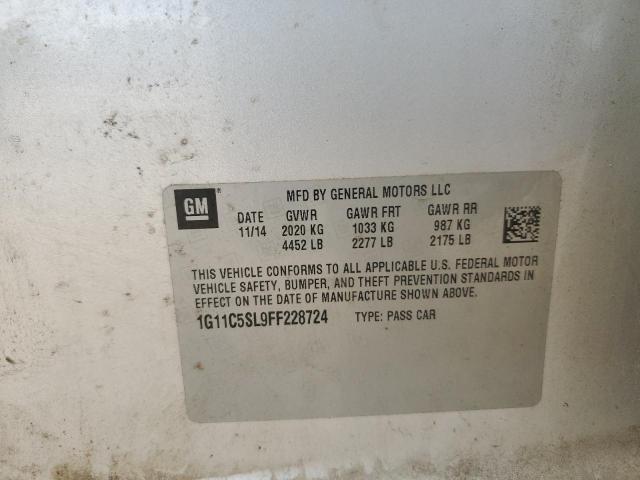 GM
MFD BY GENERAL MOTORS LLC
DATE GVWR GAWR FRT GAWR RR
11/14 2020 KG 1033 KG 987 KG
4452 LB 2277 LB 2175 LB
THIS VEHICLE CONFORMS TO ALL APPLICABLE U.S. FEDERAL MOTOR
VEHICLE SAFETY, BUMPER, AND THEFT PREVENTION STANDARDS IN
EFFECT ON THE DATE OF MANUFACTURE SHOWN ABOVE.
1G11C5SL9FF228724 TYPE: PASS CAR